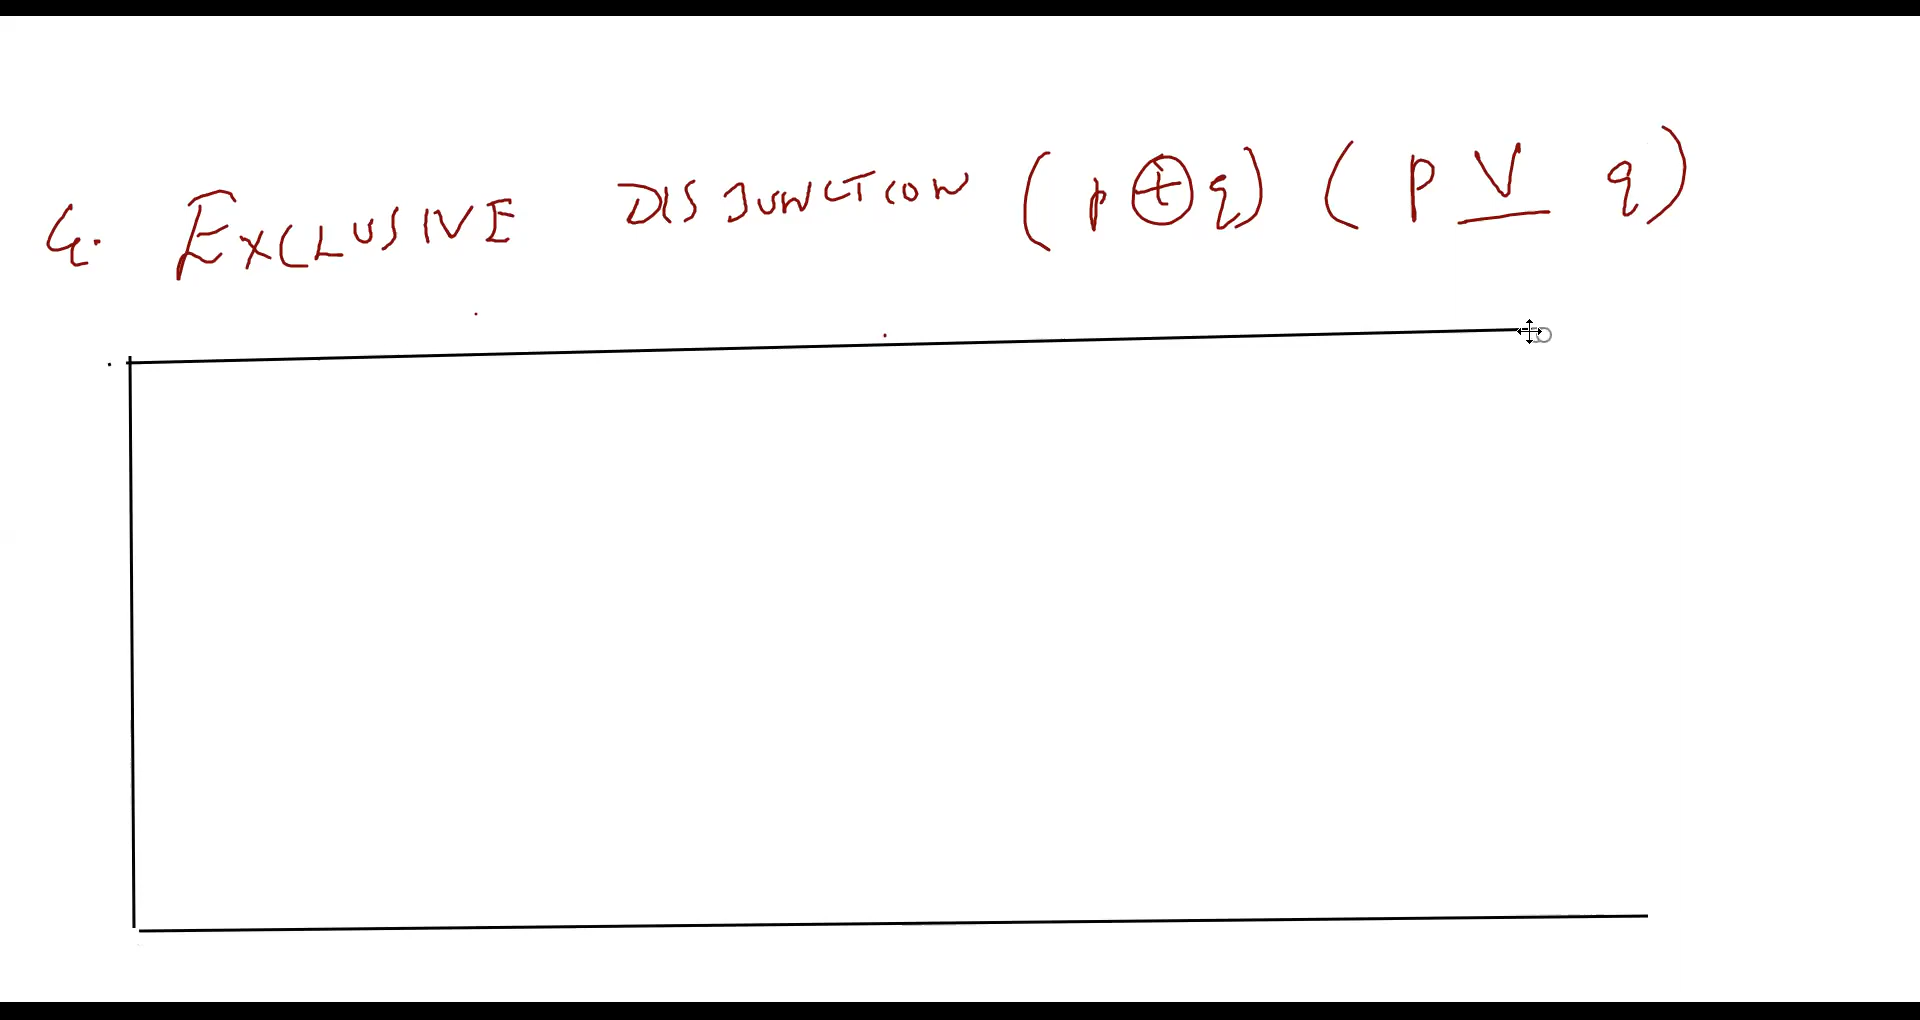 4. EXCLUSIVE DISJUNCTION (p ⊕ q) (p ⊻ q)